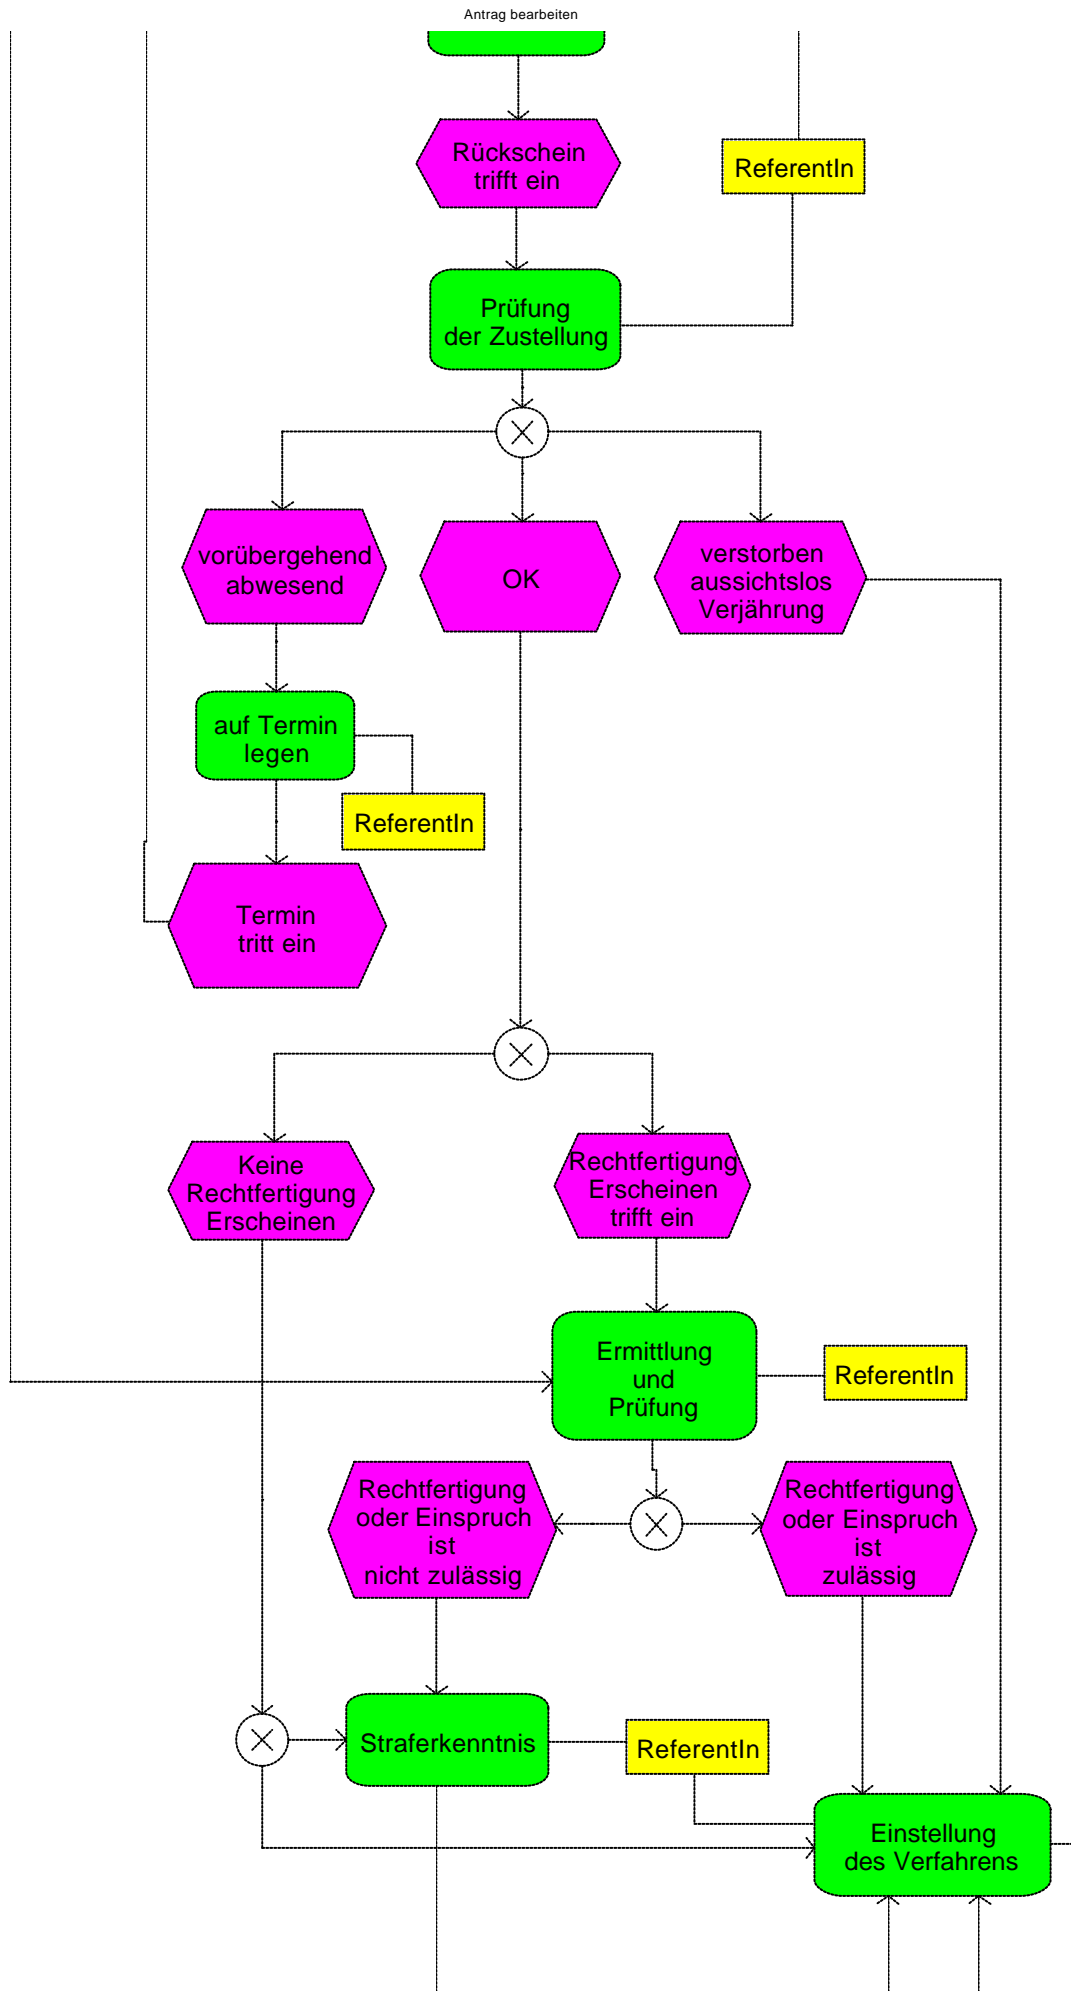 Antrag bearbeiten
Rückschein
trifft ein
ReferentIn
Prüfung
der Zustellung
vorübergehend
abwesend
OK
verstorben
aussichtslos
Verjährung
auf Termin
legen
ReferentIn
Termin
tritt ein
Keine
Rechtfertigung
Erscheinen
Rechtfertigung
Erscheinen
trifft ein
Ermittlung
und
Prüfung
ReferentIn
Rechtfertigung
oder Einspruch
ist
nicht zulässig
Rechtfertigung
oder Einspruch
ist
zulässig
Straferkenntnis
ReferentIn
Einstellung
des Verfahrens